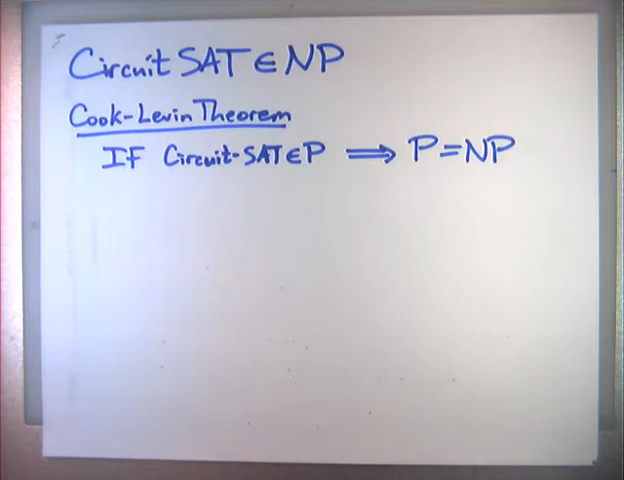 Circuit SAT ∈ NP
Cook-Levin Theorem
IF Circuit-SAT ∈ P ⟹ P=NP